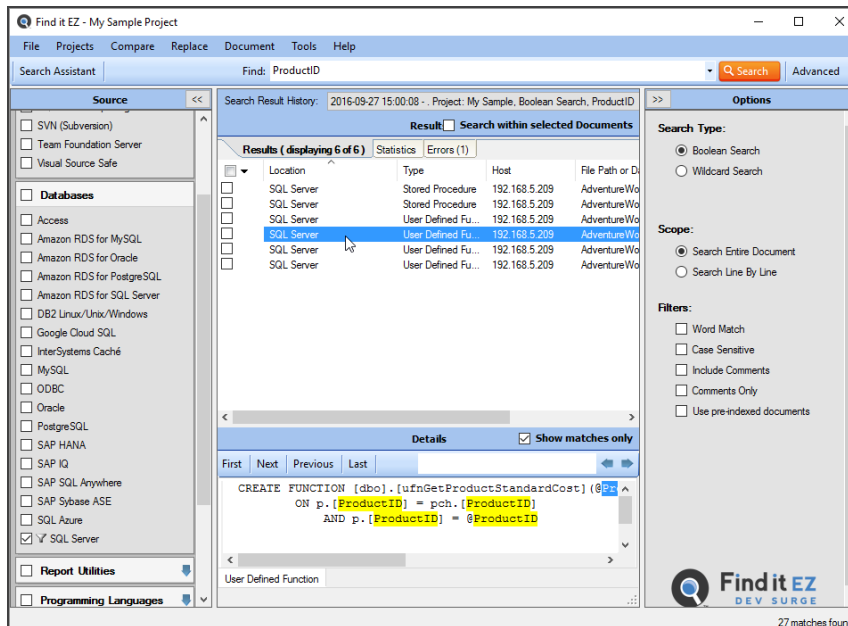 Find it EZ - My Sample Project
File Projects Compare Replace Document Tools Help
Search Assistant Find: ProductID Search Advanced
Source <<
SVN (Subversion)
Team Foundation Server
Visual Source Safe
Databases
Access
Amazon RDS for MySQL
Amazon RDS for Oracle
Amazon RDS for PostgreSQL
Amazon RDS for SQL Server
DB2 Linux/Unix/Windows
Google Cloud SQL
InterSystems Caché
MySQL
ODBC
Oracle
PostgreSQL
SAP HANA
SAP IQ
SAP SQL Anywhere
SAP Sybase ASE
SQL Azure
SQL Server
Report Utilities
Programming Languages
Search Result History: 2016-09-27 15:00:08 - . Project: My Sample, Boolean Search, ProductID
Result Search within selected Documents
Results ( displaying 6 of 6 ) Statistics Errors (1)
Location Type Host File Path or Da
SQL Server Stored Procedure 192.168.5.209 AdventureWo
SQL Server Stored Procedure 192.168.5.209 AdventureWo
SQL Server User Defined Fu... 192.168.5.209 AdventureWo
SQL Server User Defined Fu... 192.168.5.209 AdventureWo
SQL Server User Defined Fu... 192.168.5.209 AdventureWo
SQL Server User Defined Fu... 192.168.5.209 AdventureWo
Details Show matches only
First Next Previous Last
CREATE FUNCTION [dbo].[ufnGetProductStandardCost](@Pr
ON p.[ProductID] = pch.[ProductID]
AND p.[ProductID] = @ProductID
User Defined Function
>> Options
Search Type:
Boolean Search
Wildcard Search
Scope:
Search Entire Document
Search Line By Line
Filters:
Word Match
Case Sensitive
Include Comments
Comments Only
Use pre-indexed documents
Find it EZ
DEV SURGE
27 matches foun